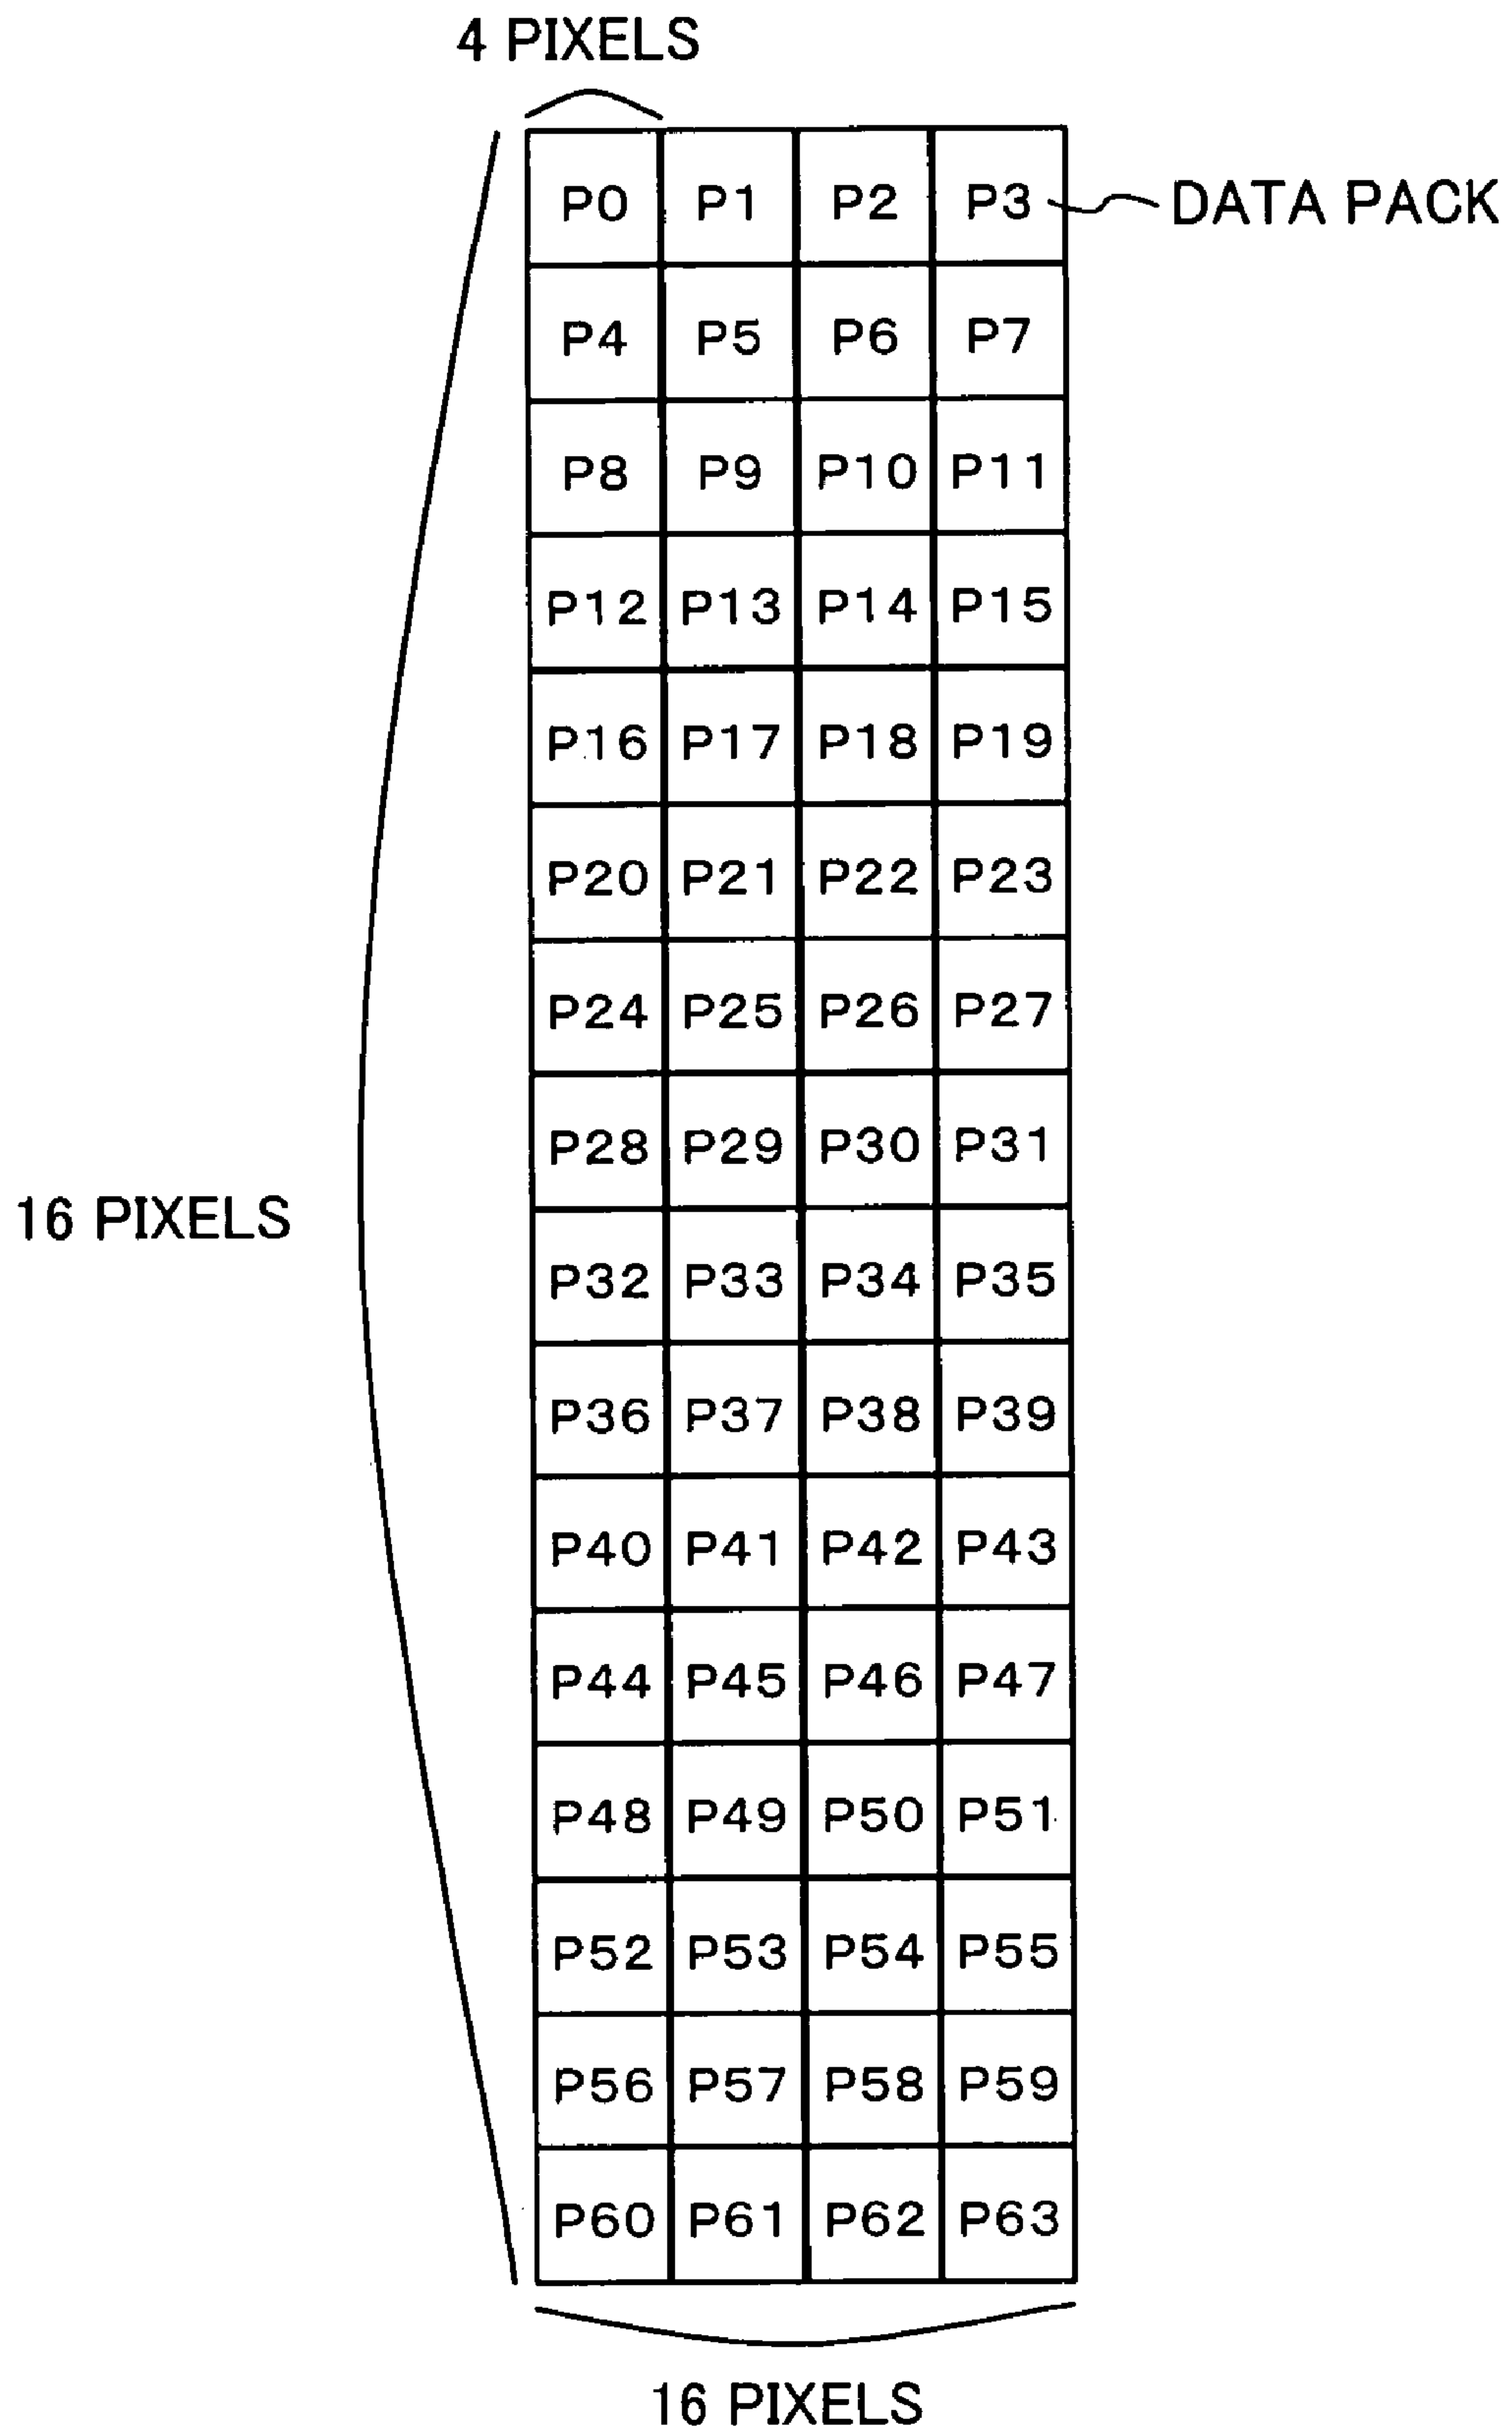 4 PIXELS
P0 P1 P2 P3 DATA PACK
P4 P5 P6 P7
P8 P9 P10 P11
P12 P13 P14 P15
P16 P17 P18 P19
P20 P21 P22 P23
P24 P25 P26 P27
P28 P29 P30 P31
16 PIXELS
P32 P33 P34 P35
P36 P37 P38 P39
P40 P41 P42 P43
P44 P45 P46 P47
P48 P49 P50 P51
P52 P53 P54 P55
P56 P57 P58 P59
P60 P61 P62 P63
16 PIXELS